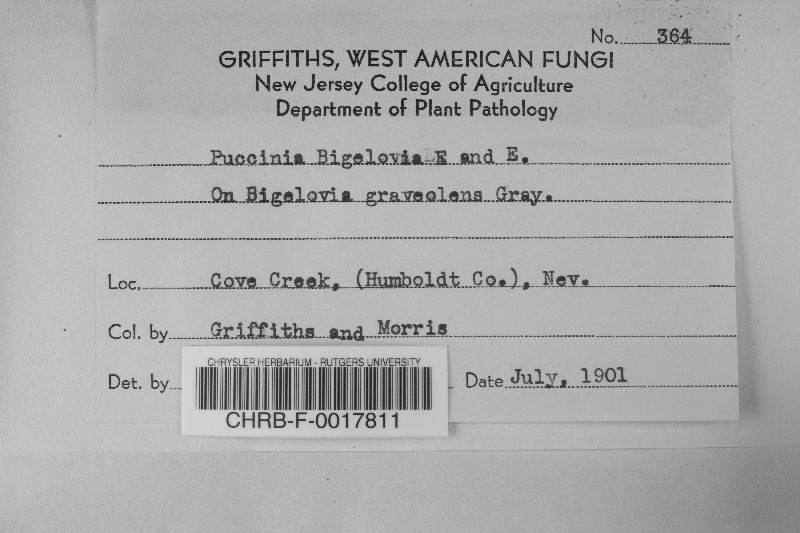 No. 364
GRIFFITHS, WEST AMERICAN FUNGI
New Jersey College of Agriculture
Department of Plant Pathology
Puccinia Bigelovia E and E.
On Bigelovia graveolens Gray.
Loc. Cove Creek, (Humboldt Co.), Nev.
Col. by Griffiths and Morris
CHRYSLER HERBARIUM - RUTGERS UNIVERSITY
Det. by Date July, 1901
CHRB-F-0017811